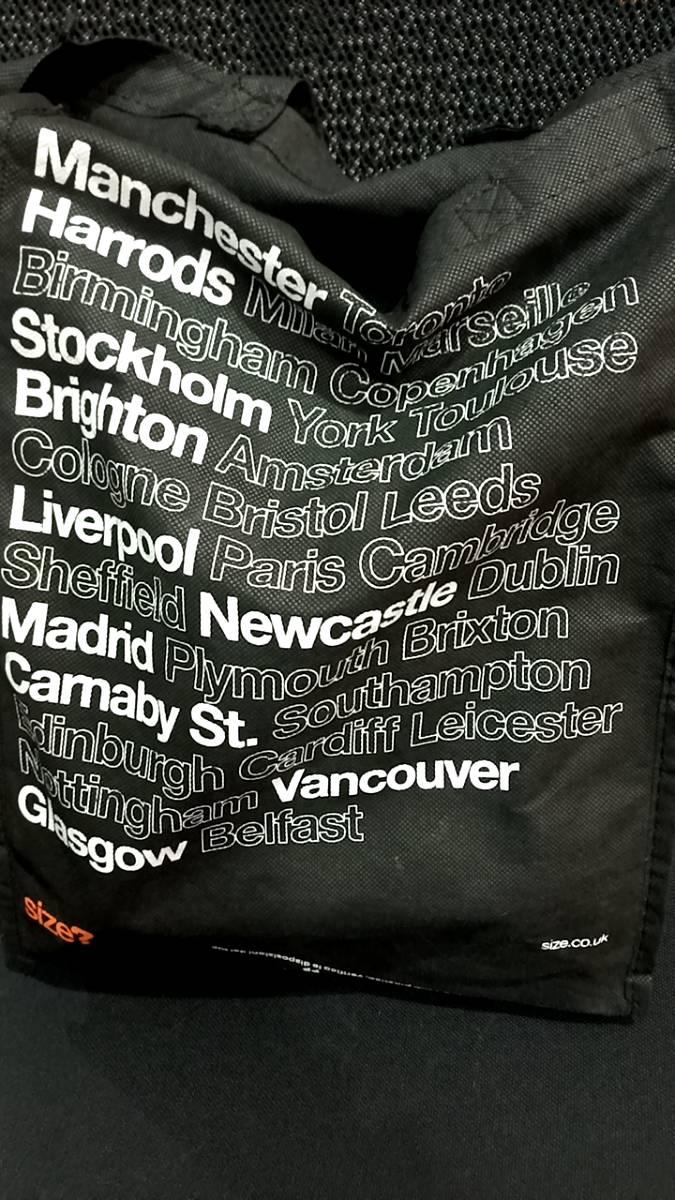 Manchester Toronto
Harrods Milan Marseille
Birmingham Copenhagen
Stockholm York Toulouse
Brighton Amsterdam
Cologne Bristol Leeds
Liverpool Paris Cambridge
Sheffield Newcastle Dublin
Madrid Plymouth Brixton
Carnaby St. Southampton
Edinburgh Cardiff Leicester
Nottingham Vancouver
Glasgow Belfast
size?
size.co.uk